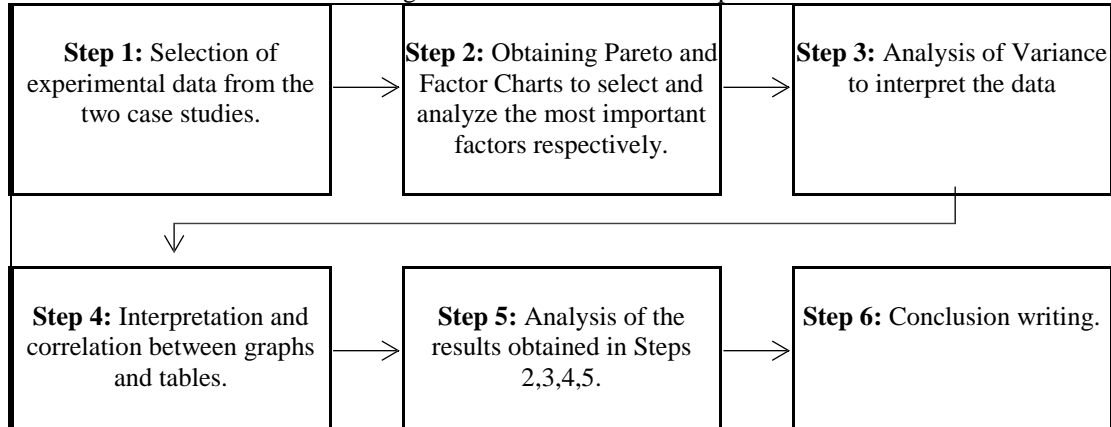 Step 1: Selection of
experimental data from the
two case studies.
Step 2: Obtaining Pareto and
Factor Charts to select and
analyze the most important
factors respectively.
Step 3: Analysis of Variance
to interpret the data
Step 4: Interpretation and
correlation between graphs
and tables.
Step 5: Analysis of the
results obtained in Steps
2,3,4,5.
Step 6: Conclusion writing.